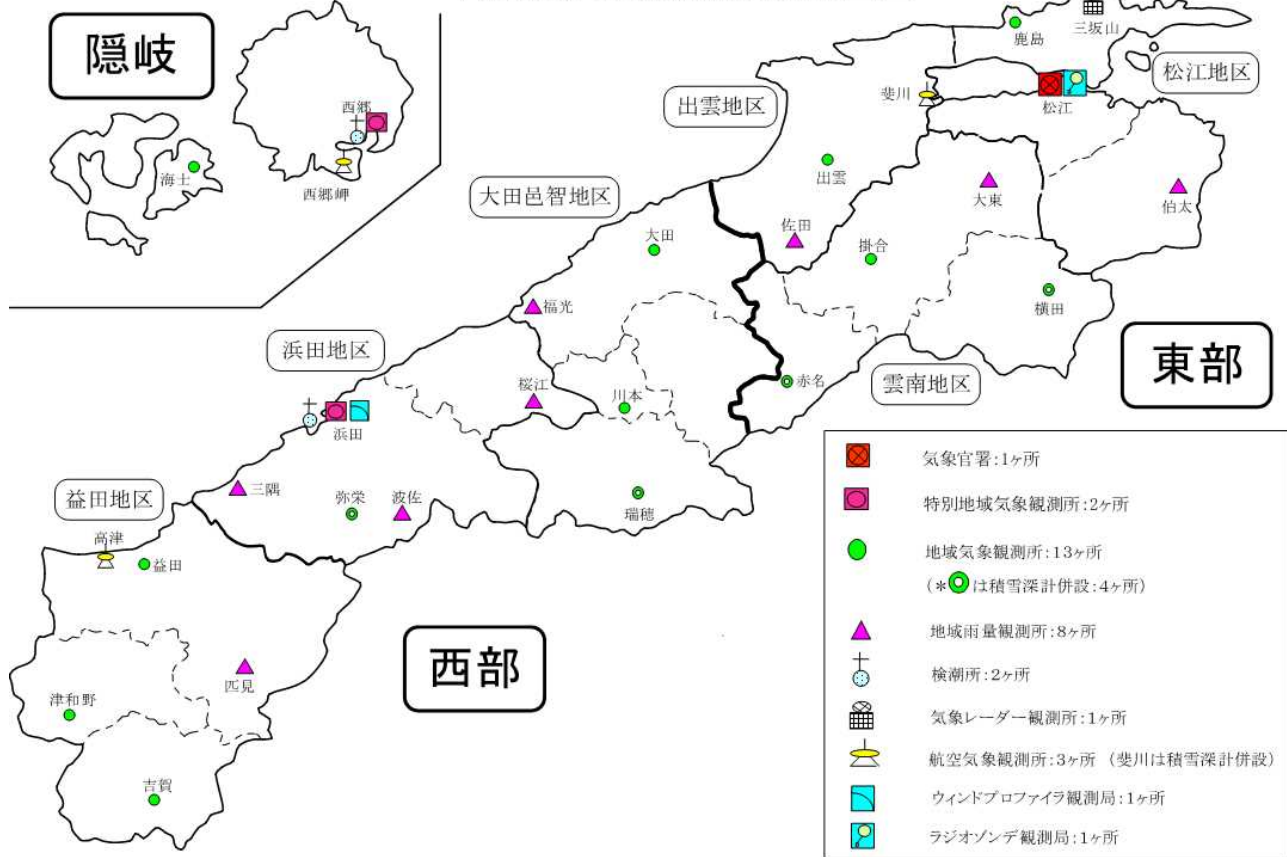 隠岐
西郷
海士
西郷岬
鹿島
三坂山
松江地区
出雲地区
斐川
松江
出雲
大東
伯太
大田邑智地区
大田
佐田
掛合
横田
福光
東部
浜田地区
桜江
川本
赤名
雲南地区
浜田
三隅
弥栄
波佐
瑞穂
益田地区
高津
益田
西部
匹見
津和野
吉賀
気象官署:1ヶ所
特別地域気象観測所:2ヶ所
地域気象観測所:13ヶ所
(*◎は積雪深計併設:4ヶ所)
地域雨量観測所:8ヶ所
検潮所:2ヶ所
気象レーダー観測所:1ヶ所
航空気象観測所:3ヶ所 (斐川は積雪深計併設)
ウィンドプロファイラ観測局:1ヶ所
ラジオゾンデ観測局:1ヶ所